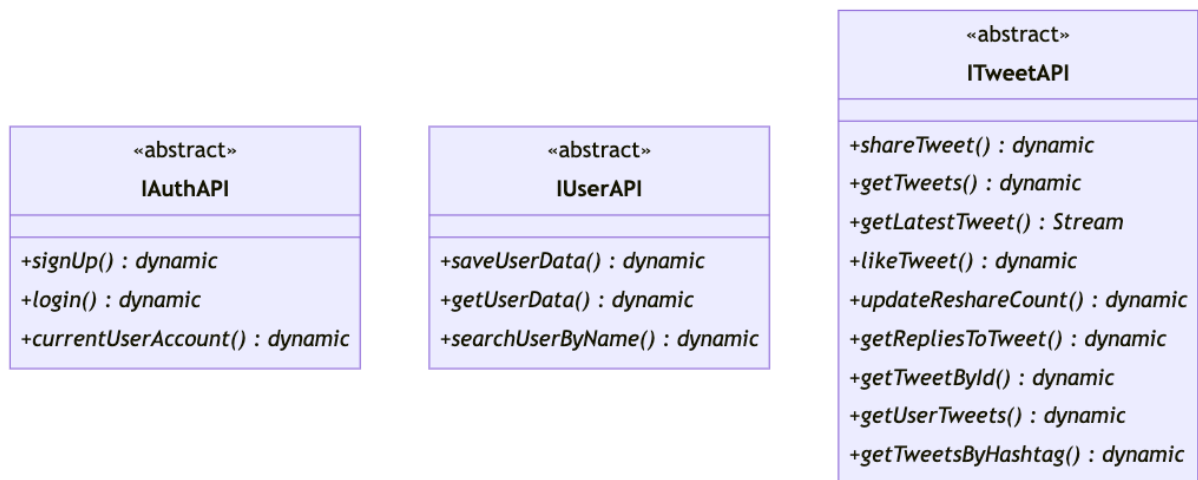 «abstract»
IAuthAPI
+signUp() : dynamic
+login() : dynamic
+currentUserAccount() : dynamic
«abstract»
IUserAPI
+saveUserData() : dynamic
+getUserData() : dynamic
+searchUserByName() : dynamic
«abstract»
ITweetAPI
+shareTweet() : dynamic
+getTweets() : dynamic
+getLatestTweet() : Stream
+likeTweet() : dynamic
+updateReshareCount() : dynamic
+getRepliesToTweet() : dynamic
+getTweetById() : dynamic
+getUserTweets() : dynamic
+getTweetsByHashtag() : dynamic